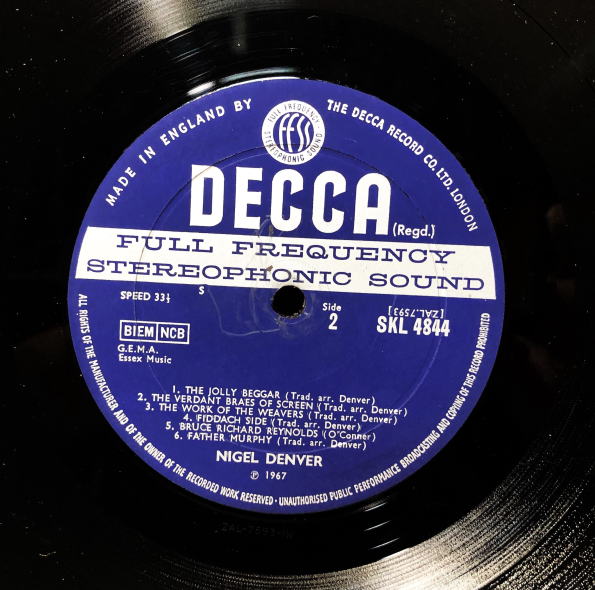 MADE IN ENGLAND BY
THE DECCA RECORD CO. LTD. LONDON
FULL FREQUENCY
ffss
STEREOPHONIC SOUND
DECCA
(Regd.)
FULL FREQUENCY
STEREOPHONIC SOUND
SPEED 33⅓
S
Side
2
[ZAL.7593]
SKL 4844
BIEM NCB
G.E.M.A.
Essex Music
1. THE JOLLY BEGGAR (Trad. arr. Denver)
2. THE VERDANT BRAES OF SCREEN (Trad. arr. Denver)
3. THE WORK OF THE WEAVERS (Trad. arr. Denver)
4. FIDDACH SIDE (Trad. arr. Denver)
5. BRUCE RICHARD REYNOLDS (O'Conner)
6. FATHER MURPHY (Trad. arr. Denver)
NIGEL DENVER
℗ 1967
ALL RIGHTS OF THE MANUFACTURER AND OF THE OWNER OF THE RECORDED WORK RESERVED · UNAUTHORISED PUBLIC PERFORMANCE BROADCASTING AND COPYING OF THIS RECORD PROHIBITED